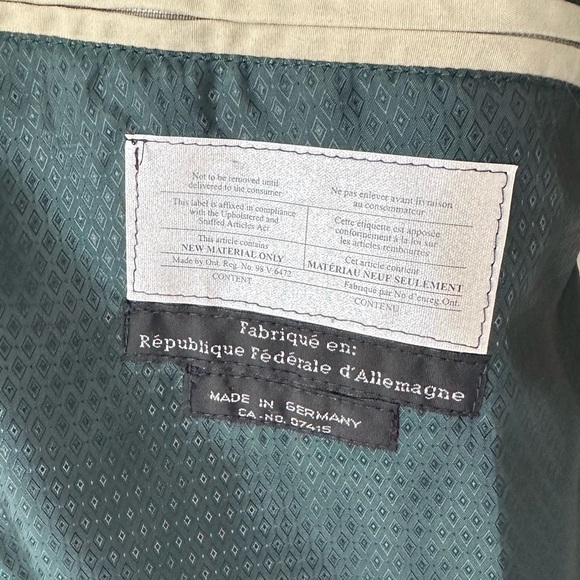 Not to be removed until
delivered to the consumer
This label is affixed in compliance
with the Upholstered and
Stuffed Articles Act
This article contains
NEW MATERIAL ONLY
Made by Ont. Reg. No. 98 V 6472
CONTENT
Ne pas enlever avant livraison
au consommateur
Cette étiquette est apposée
conformément à la loi sur
les articles rembourrés
Cet article contient
MATÉRIAU NEUF SEULEMENT
Fabriqué par No d'enreg. Ont.
CONTENU
Fabriqué en:
République Fédérale d'Allemagne
MADE IN GERMANY
CA.-NO. 07415